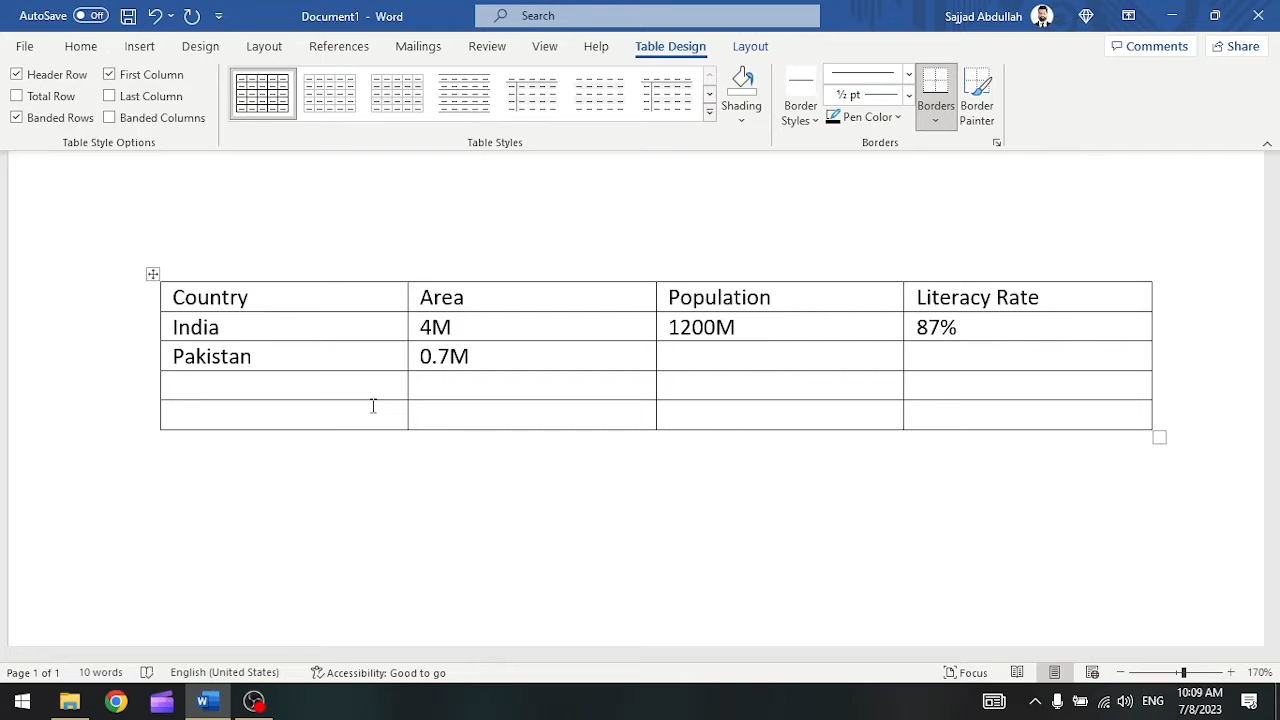 AutoSave Off Document1 - Word Search Sajjad Abdullah
File Home Insert Design Layout References Mailings Review View Help Table Design Layout Comments Share
Header Row First Column
Total Row Last Column
Banded Rows Banded Columns
Table Style Options
Table Styles
Shading
Border Styles
½ pt
Pen Color
Borders
Border Painter
Borders
Country Area Population Literacy Rate
India 4M 1200M 87%
Pakistan 0.7M
Page 1 of 1 10 words English (United States) Accessibility: Good to go Focus 170%
ENG 10:09 AM
7/8/2023